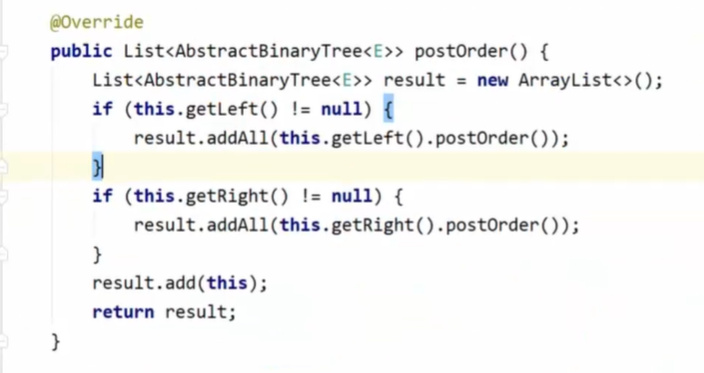 @Override
public List<AbstractBinaryTree<E>> postOrder() {
    List<AbstractBinaryTree<E>> result = new ArrayList<>();
    if (this.getLeft() != null) {
        result.addAll(this.getLeft().postOrder());
    }
    if (this.getRight() != null) {
        result.addAll(this.getRight().postOrder());
    }
    result.add(this);
    return result;
}